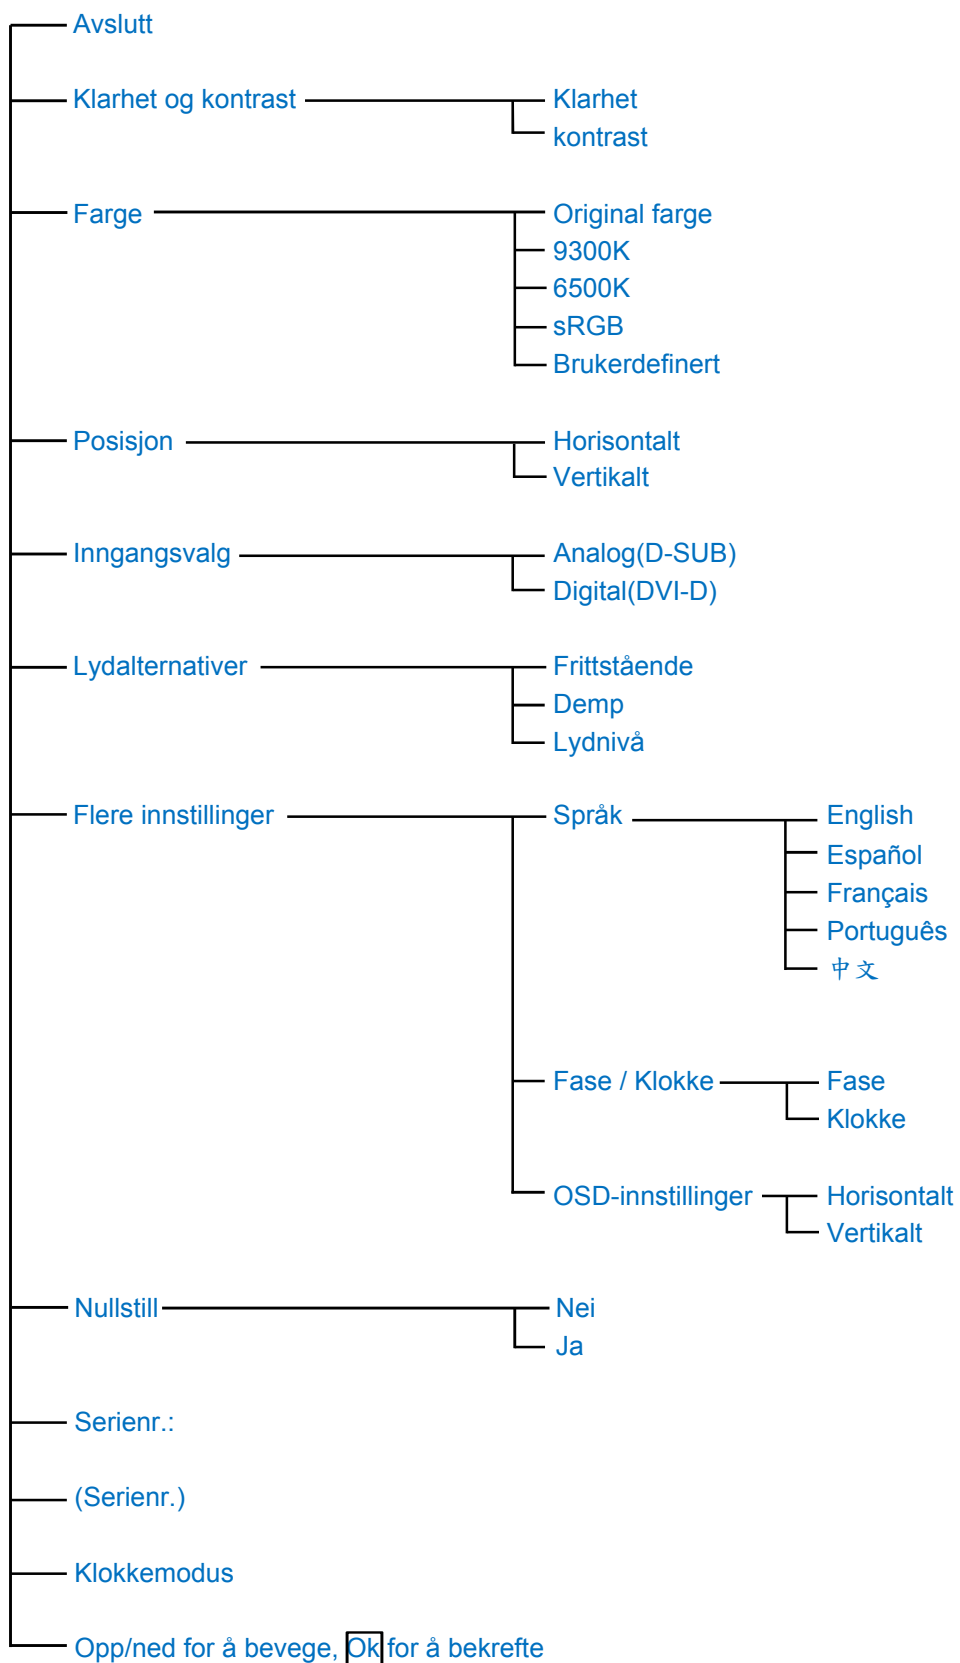 Avslutt
Klarhet og kontrast
Klarhet
kontrast
Farge
Original farge
9300K
6500K
sRGB
Brukerdefinert
Posisjon
Horisontalt
Vertikalt
Inngangsvalg
Analog(D-SUB)
Digital(DVI-D)
Lydalternativer
Frittstående
Demp
Lydnivå
Flere innstillinger
Språk
English
Español
Français
Português
中文
Fase / Klokke
Fase
Klokke
OSD-innstillinger
Horisontalt
Vertikalt
Nullstill
Nei
Ja
Serienr.:
(Serienr.)
Klokkemodus
Opp/ned for å bevege, Ok for å bekrefte